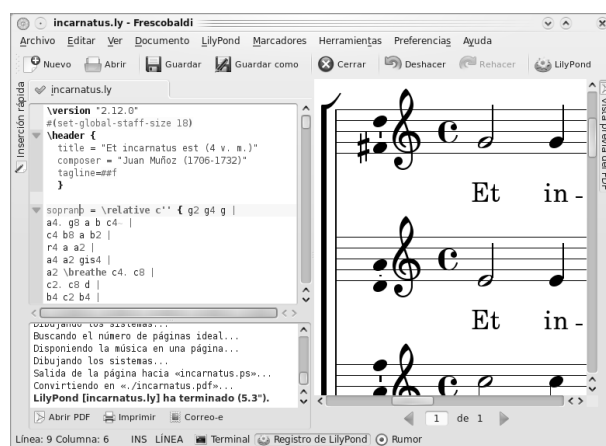 incarnatus.ly - Frescobaldi
Archivo Editar Ver Documento LilyPond Marcadores Herramientas Preferencias Ayuda
Nuevo Abrir Guardar Guardar como Cerrar Deshacer Rehacer LilyPond
Inserción rápida
incarnatus.ly
\version "2.12.0"
#(set-global-staff-size 18)
\header {
title = "Et incarnatus est (4 v. m.)"
composer = "Juan Muñoz (1706-1732)"
tagline=##f
}
soprano = \relative c'' { g2 g4 g |
a4. g8 a b c4~ |
c4 b8 a b2 |
r4 a a2 |
a4 a2 gis4 |
a2 \breathe c4. c8 |
c2. c8 d |
b4 c2 b4 |
Dibujando los sistemas...
Buscando el número de páginas ideal...
Disponiendo la música en una página...
Dibujando los sistemas...
Salida de la página hacia «incarnatus.ps»...
Convirtiendo en «./incarnatus.pdf»...
LilyPond [incarnatus.ly] ha terminado (5.3").
Abrir PDF Imprimir Correo-e
Et in-
Et in-
1 de 1
Vista previa del PDF
Línea: 9 Columna: 6 INS LÍNEA Terminal Registro de LilyPond Rumor